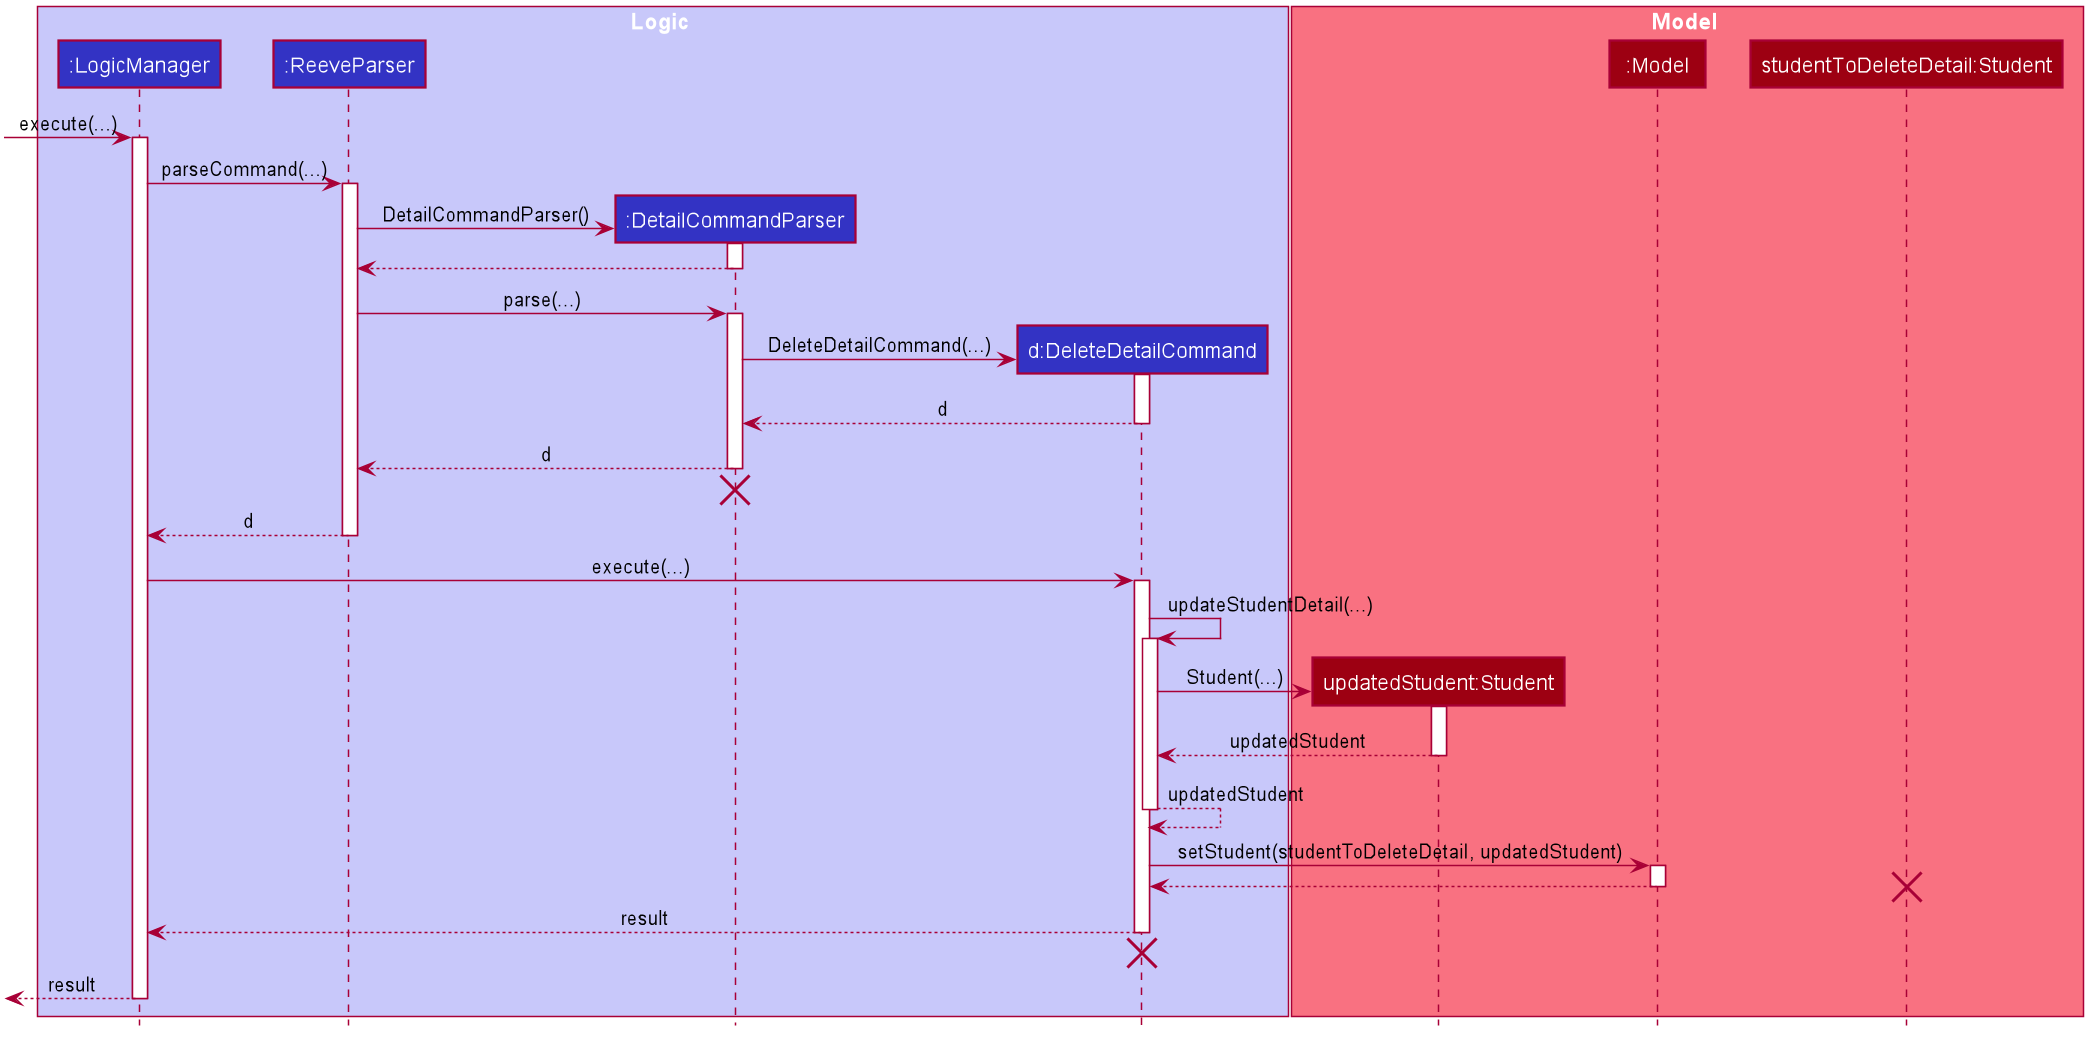 Logic
Model
:LogicManager
:ReeveParser
:Model
studentToDeleteDetail:Student
execute(...)
parseCommand(...)
DetailCommandParser()
:DetailCommandParser
parse(...)
DeleteDetailCommand(...)
d:DeleteDetailCommand
d
d
d
execute(...)
updateStudentDetail(...)
Student(...)
updatedStudent:Student
updatedStudent
updatedStudent
setStudent(studentToDeleteDetail, updatedStudent)
result
result